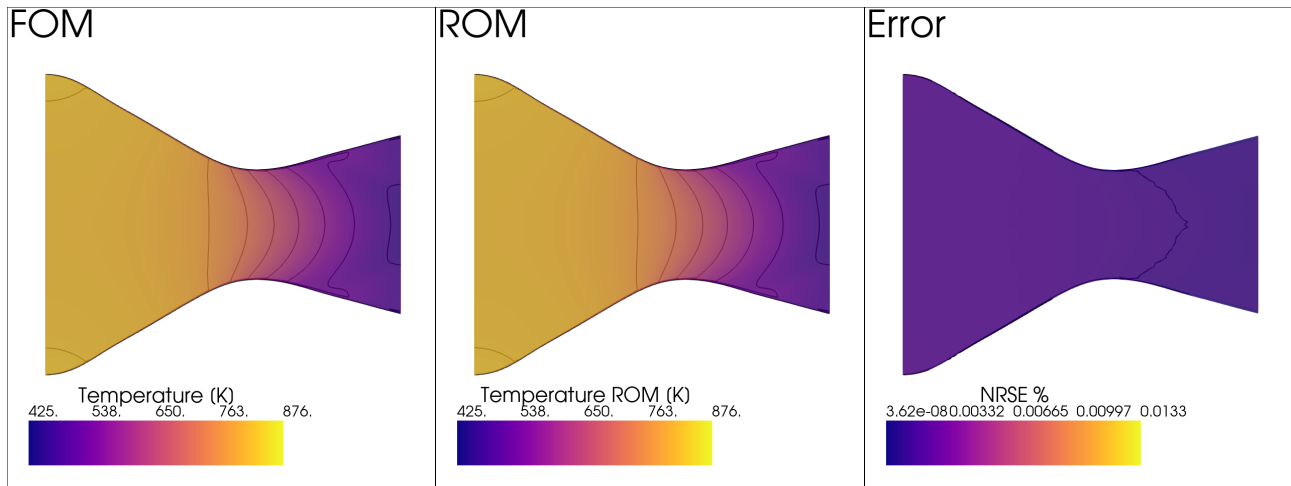 FOM
ROM
Error
Temperature (K)
425. 538. 650. 763. 876.
Temperature ROM (K)
425. 538. 650. 763. 876.
NRSE %
3.62e-08 0.00332 0.00665 0.00997 0.0133